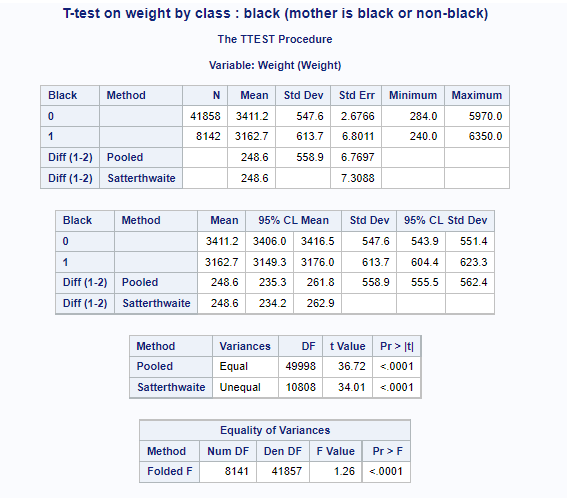 T-test on weight by class : black (mother is black or non-black)
The TTEST Procedure
Variable: Weight (Weight)
Black Method N Mean Std Dev Std Err Minimum Maximum
0 41858 3411.2 547.6 2.6766 284.0 5970.0
1 8142 3162.7 613.7 6.8011 240.0 6350.0
Diff (1-2) Pooled 248.6 558.9 6.7697
Diff (1-2) Satterthwaite 248.6 7.3088
Black Method Mean 95% CL Mean Std Dev 95% CL Std Dev
0 3411.2 3406.0 3416.5 547.6 543.9 551.4
1 3162.7 3149.3 3176.0 613.7 604.4 623.3
Diff (1-2) Pooled 248.6 235.3 261.8 558.9 555.5 562.4
Diff (1-2) Satterthwaite 248.6 234.2 262.9
Method Variances DF t Value Pr > |t|
Pooled Equal 49998 36.72 <.0001
Satterthwaite Unequal 10808 34.01 <.0001
Equality of Variances
Method Num DF Den DF F Value Pr > F
Folded F 8141 41857 1.26 <.0001